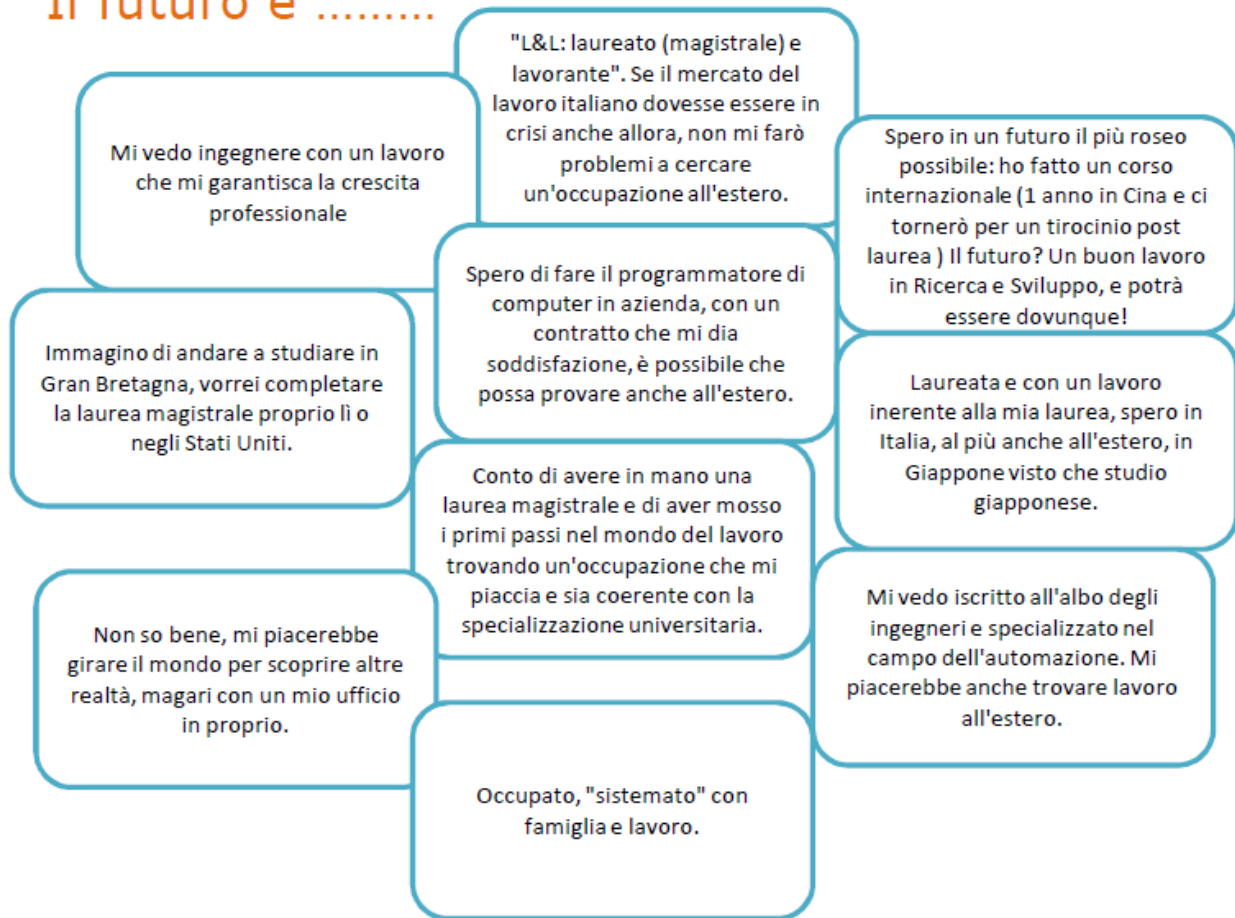 Il futuro è .........
"L&L: laureato (magistrale) e
lavorante". Se il mercato del
lavoro italiano dovesse essere in
crisi anche allora, non mi farò
problemi a cercare
un'occupazione all'estero.
Mi vedo ingegnere con un lavoro
che mi garantisca la crescita
professionale
Spero in un futuro il più roseo
possibile: ho fatto un corso
internazionale (1 anno in Cina e ci
tornerò per un tirocinio post
laurea ) Il futuro? Un buon lavoro
in Ricerca e Sviluppo, e potrà
essere dovunque!
Spero di fare il programmatore di
computer in azienda, con un
contratto che mi dia
soddisfazione, è possibile che
possa provare anche all'estero.
Immagino di andare a studiare in
Gran Bretagna, vorrei completare
la laurea magistrale proprio lì o
negli Stati Uniti.
Laureata e con un lavoro
inerente alla mia laurea, spero in
Italia, al più anche all'estero, in
Giappone visto che studio
giapponese.
Conto di avere in mano una
laurea magistrale e di aver mosso
i primi passi nel mondo del lavoro
trovando un'occupazione che mi
piaccia e sia coerente con la
specializzazione universitaria.
Non so bene, mi piacerebbe
girare il mondo per scoprire altre
realtà, magari con un mio ufficio
in proprio.
Mi vedo iscritto all'albo degli
ingegneri e specializzato nel
campo dell'automazione. Mi
piacerebbe anche trovare lavoro
all'estero.
Occupato, "sistemato" con
famiglia e lavoro.